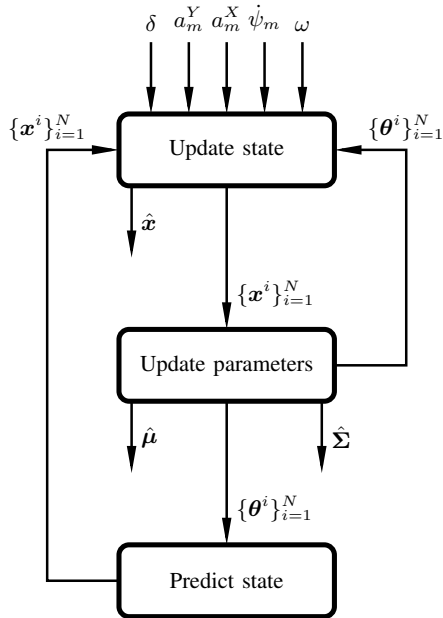 δ a_m^Y a_m^X ψ̇_m ω
{x^i}_{i=1}^N {θ^i}_{i=1}^N
Update state
x̂
{x^i}_{i=1}^N
Update parameters
μ̂ Σ̂
{θ^i}_{i=1}^N
Predict state